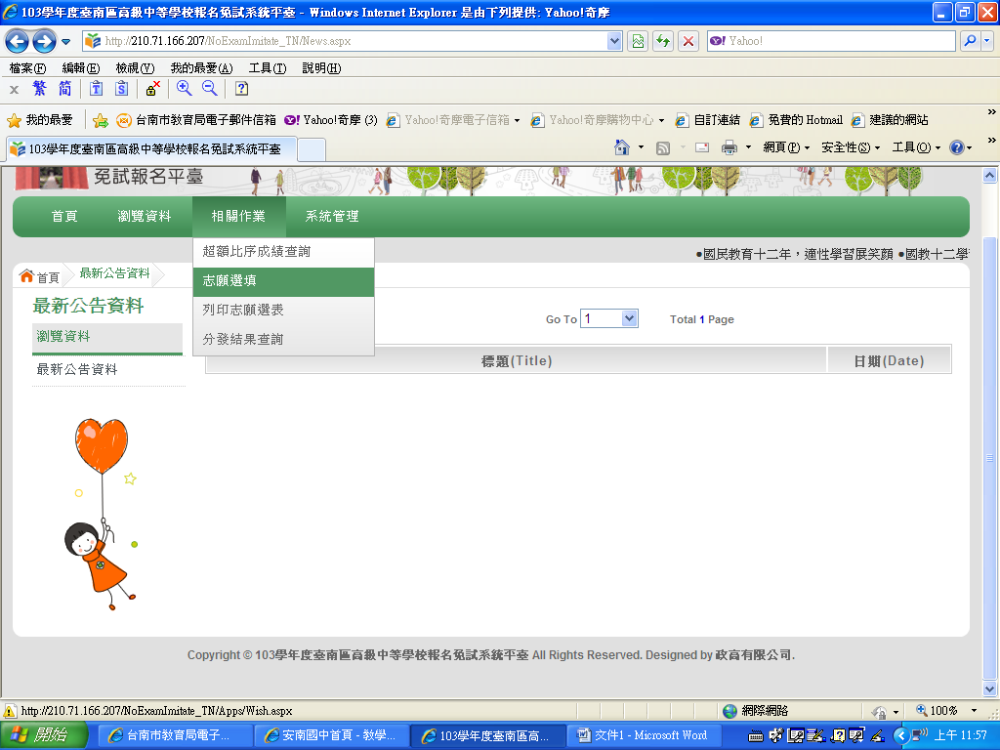 103學年度臺南區高級中等學校報名免試系統平臺 - Windows Internet Explorer 是由下列提供: Yahoo!奇摩
http://210.71.166.207/NoExamImitate_TN/News.aspx
Yahoo!
檔案(F) 編輯(E) 檢視(V) 我的最愛(A) 工具(T) 說明(H)
x 繁 简 T S
我的最愛 台南市教育局電子郵件信箱 Yahoo!奇摩 (3) Yahoo!奇摩電子信箱 Yahoo!奇摩購物中心 自訂連結 免費的 Hotmail 建議的網站
103學年度臺南區高級中等學校報名免試系統平臺
網頁(P) 安全性(S) 工具(O)
免試報名平臺
首頁 瀏覽資料 相關作業 系統管理
超額比序成績查詢
志願選填
列印志願選表
分發結果查詢
●國民教育十二年，適性學習展笑顏 ●國教十二學
首頁 最新公告資料
最新公告資料
瀏覽資料
最新公告資料
Go To 1 Total 1 Page
標題(Title) 日期(Date)
Copyright © 103學年度臺南區高級中等學校報名免試系統平臺 All Rights Reserved. Designed by 政高有限公司.
http://210.71.166.207/NoExamImitate_TN/Apps/Wish.aspx
網際網路
100%
開始
台南市教育局電子...
安南國中首頁 - 教學...
103學年度臺南區高...
文件1 - Microsoft Word
上午 11:57